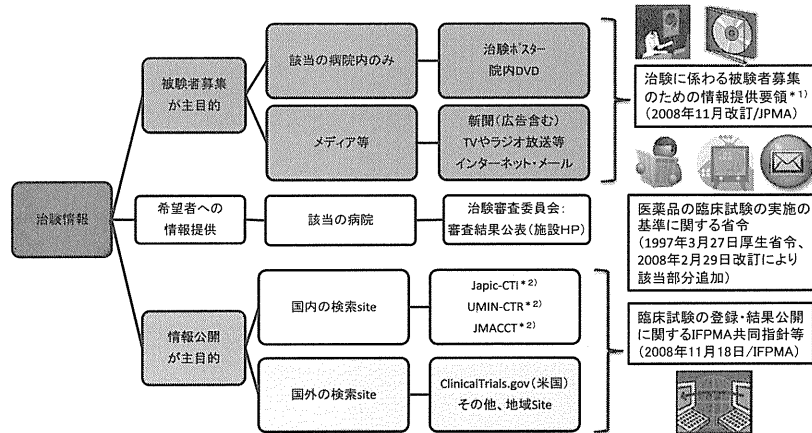 治験情報
被験者募集
が主目的
該当の病院内のみ
治験ポスター
院内DVD
メディア等
新聞(広告含む)
TVやラジオ放送等
インターネット・メール
治験に係わる被験者募集
のための情報提供要領*1)
(2008年11月改訂/JPMA)
希望者への
情報提供
該当の病院
治験審査委員会:
審査結果公表(施設HP)
医薬品の臨床試験の実施の
基準に関する省令
(1997年3月27日厚生省令、
2008年2月29日改訂により
該当部分追加)
情報公開
が主目的
国内の検索site
Japic-CTI*2)
UMIN-CTR*2)
JMACCT*2)
国外の検索site
ClinicalTrials.gov(米国)
その他、地域Site
臨床試験の登録・結果公開
に関するIFPMA共同指針等
(2008年11月18日/IFPMA)